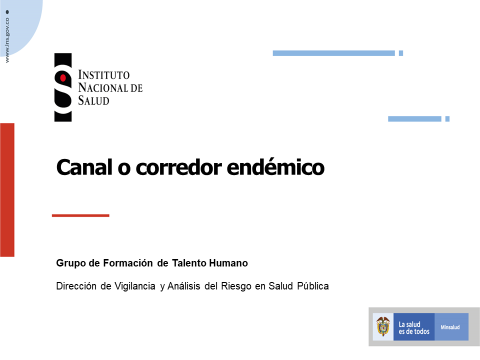 www.ins.gov.co
INSTITUTO
NACIONAL DE
SALUD
Canal o corredor endémico
Grupo de Formación de Talento Humano
Dirección de Vigilancia y Análisis del Riesgo en Salud Pública
La salud
es de todos
Minsalud